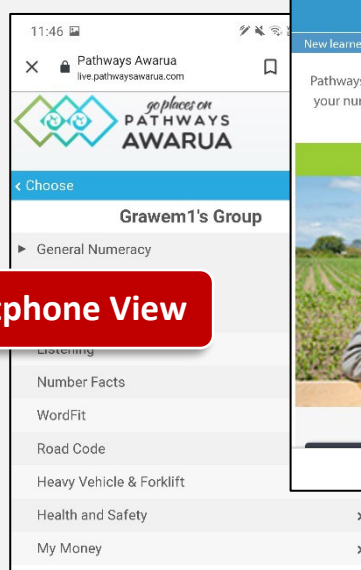 11:46
Pathways Awarua
live.pathwaysawarua.com
go places on
PATHWAYS
AWARUA
< Choose
Grawem1's Group
General Numeracy
phone View
Listening
Number Facts
WordFit
Road Code
Heavy Vehicle & Forklift
Health and Safety
My Money
New learne
Pathways
your nu